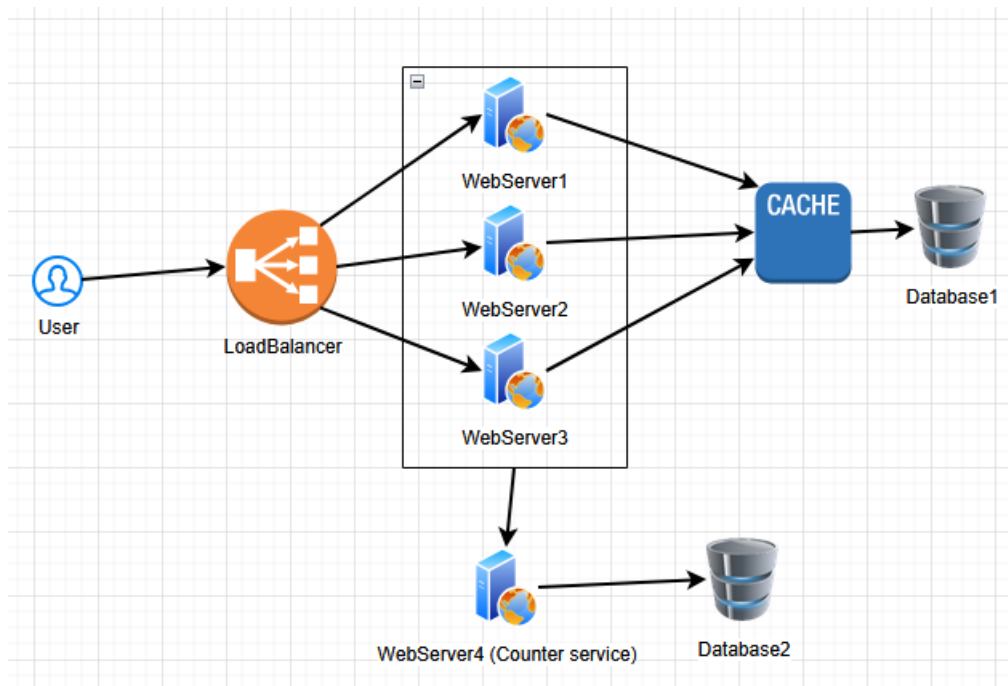 WebServer1
CACHE
WebServer2
Database1
User
LoadBalancer
WebServer3
WebServer4 (Counter service)
Database2